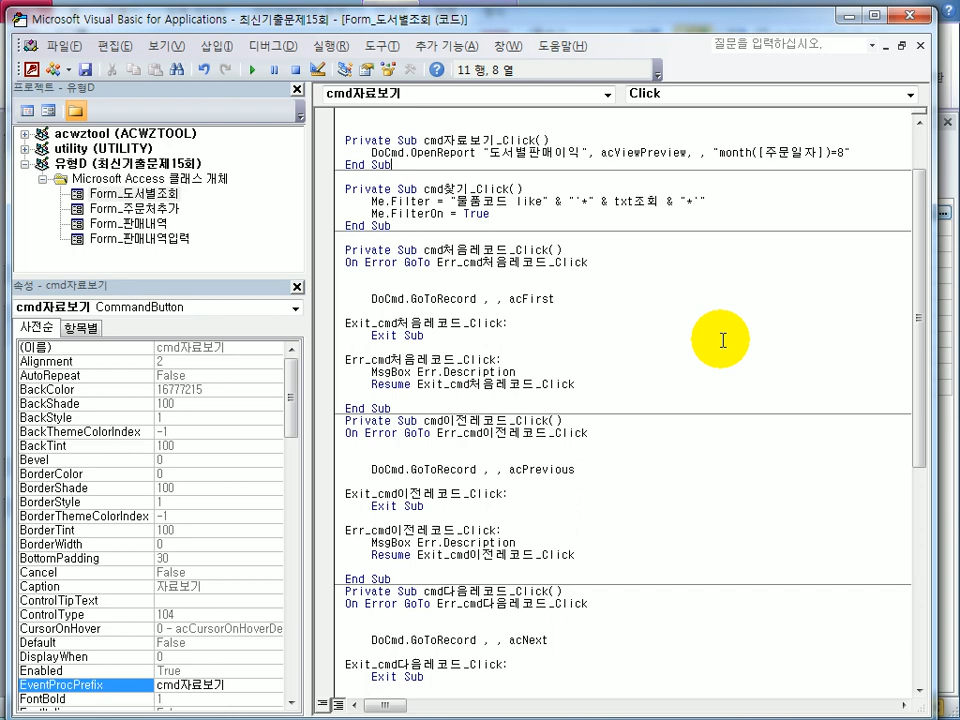 Microsoft Visual Basic for Applications - 최신기출문제15회 - [Form_도서별조회 (코드)]
파일(F) 편집(E) 보기(V) 삽입(I) 디버그(D) 실행(R) 도구(T) 추가 기능(A) 창(W) 도움말(H)
질문을 입력하십시오.
11 행, 8 열
프로젝트 - 유형D
acwztool (ACWZTOOL)
utility (UTILITY)
유형D (최신기출문제15회)
Microsoft Access 클래스 개체
Form_도서별조회
Form_주문처추가
Form_판매내역
Form_판매내역입력
속성 - cmd자료보기
cmd자료보기 CommandButton
사전순 항목별
(이름) cmd자료보기
Alignment 2
AutoRepeat False
BackColor 16777215
BackShade 100
BackStyle 1
BackThemeColorIndex -1
BackTint 100
Bevel 0
BorderColor 0
BorderShade 100
BorderStyle 1
BorderThemeColorIndex -1
BorderTint 100
BorderWidth 0
BottomPadding 30
Cancel False
Caption 자료보기
ControlTipText
ControlType 104
CursorOnHover 0 - acCursorOnHoverDe
Default False
DisplayWhen 0
Enabled True
EventProcPrefix cmd자료보기
FontBold 1
cmd자료보기 Click
Private Sub cmd자료보기_Click()
DoCmd.OpenReport "도서별판매이익", acViewPreview, , "month([주문일자])=8"
End Sub
Private Sub cmd찾기_Click()
Me.Filter = "물품코드 like" & "'*" & txt조회 & "*'"
Me.FilterOn = True
End Sub
Private Sub cmd처음레코드_Click()
On Error GoTo Err_cmd처음레코드_Click
DoCmd.GoToRecord , , acFirst
Exit_cmd처음레코드_Click:
Exit Sub
Err_cmd처음레코드_Click:
MsgBox Err.Description
Resume Exit_cmd처음레코드_Click
End Sub
Private Sub cmd이전레코드_Click()
On Error GoTo Err_cmd이전레코드_Click
DoCmd.GoToRecord , , acPrevious
Exit_cmd이전레코드_Click:
Exit Sub
Err_cmd이전레코드_Click:
MsgBox Err.Description
Resume Exit_cmd이전레코드_Click
End Sub
Private Sub cmd다음레코드_Click()
On Error GoTo Err_cmd다음레코드_Click
DoCmd.GoToRecord , , acNext
Exit_cmd다음레코드_Click:
Exit Sub